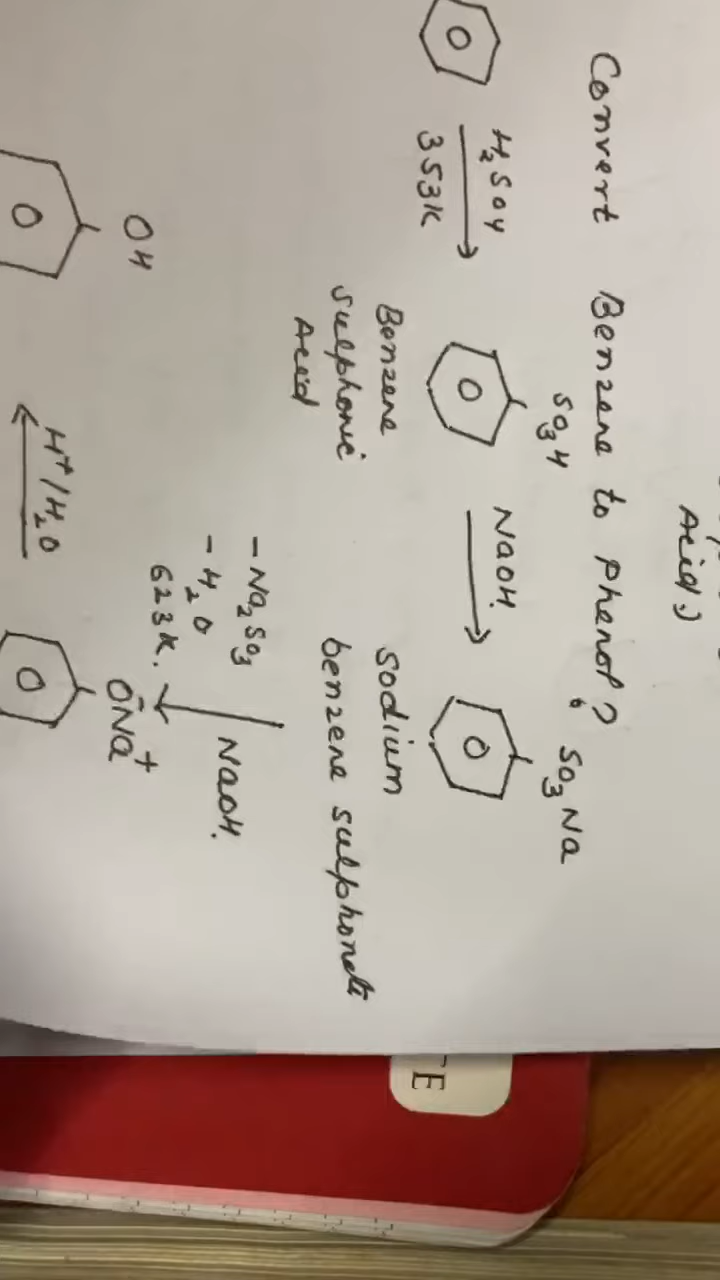 Acid)
Convert Benzene to Phenol?
SO3H
SO3Na
H2SO4
353K
NaOH
Benzene
sulphonic
Acid
sodium
benzene sulphonate
-Na2SO3
-H2O
623K.
NaOH.
OH
H+/H2O
ŌNa+
E